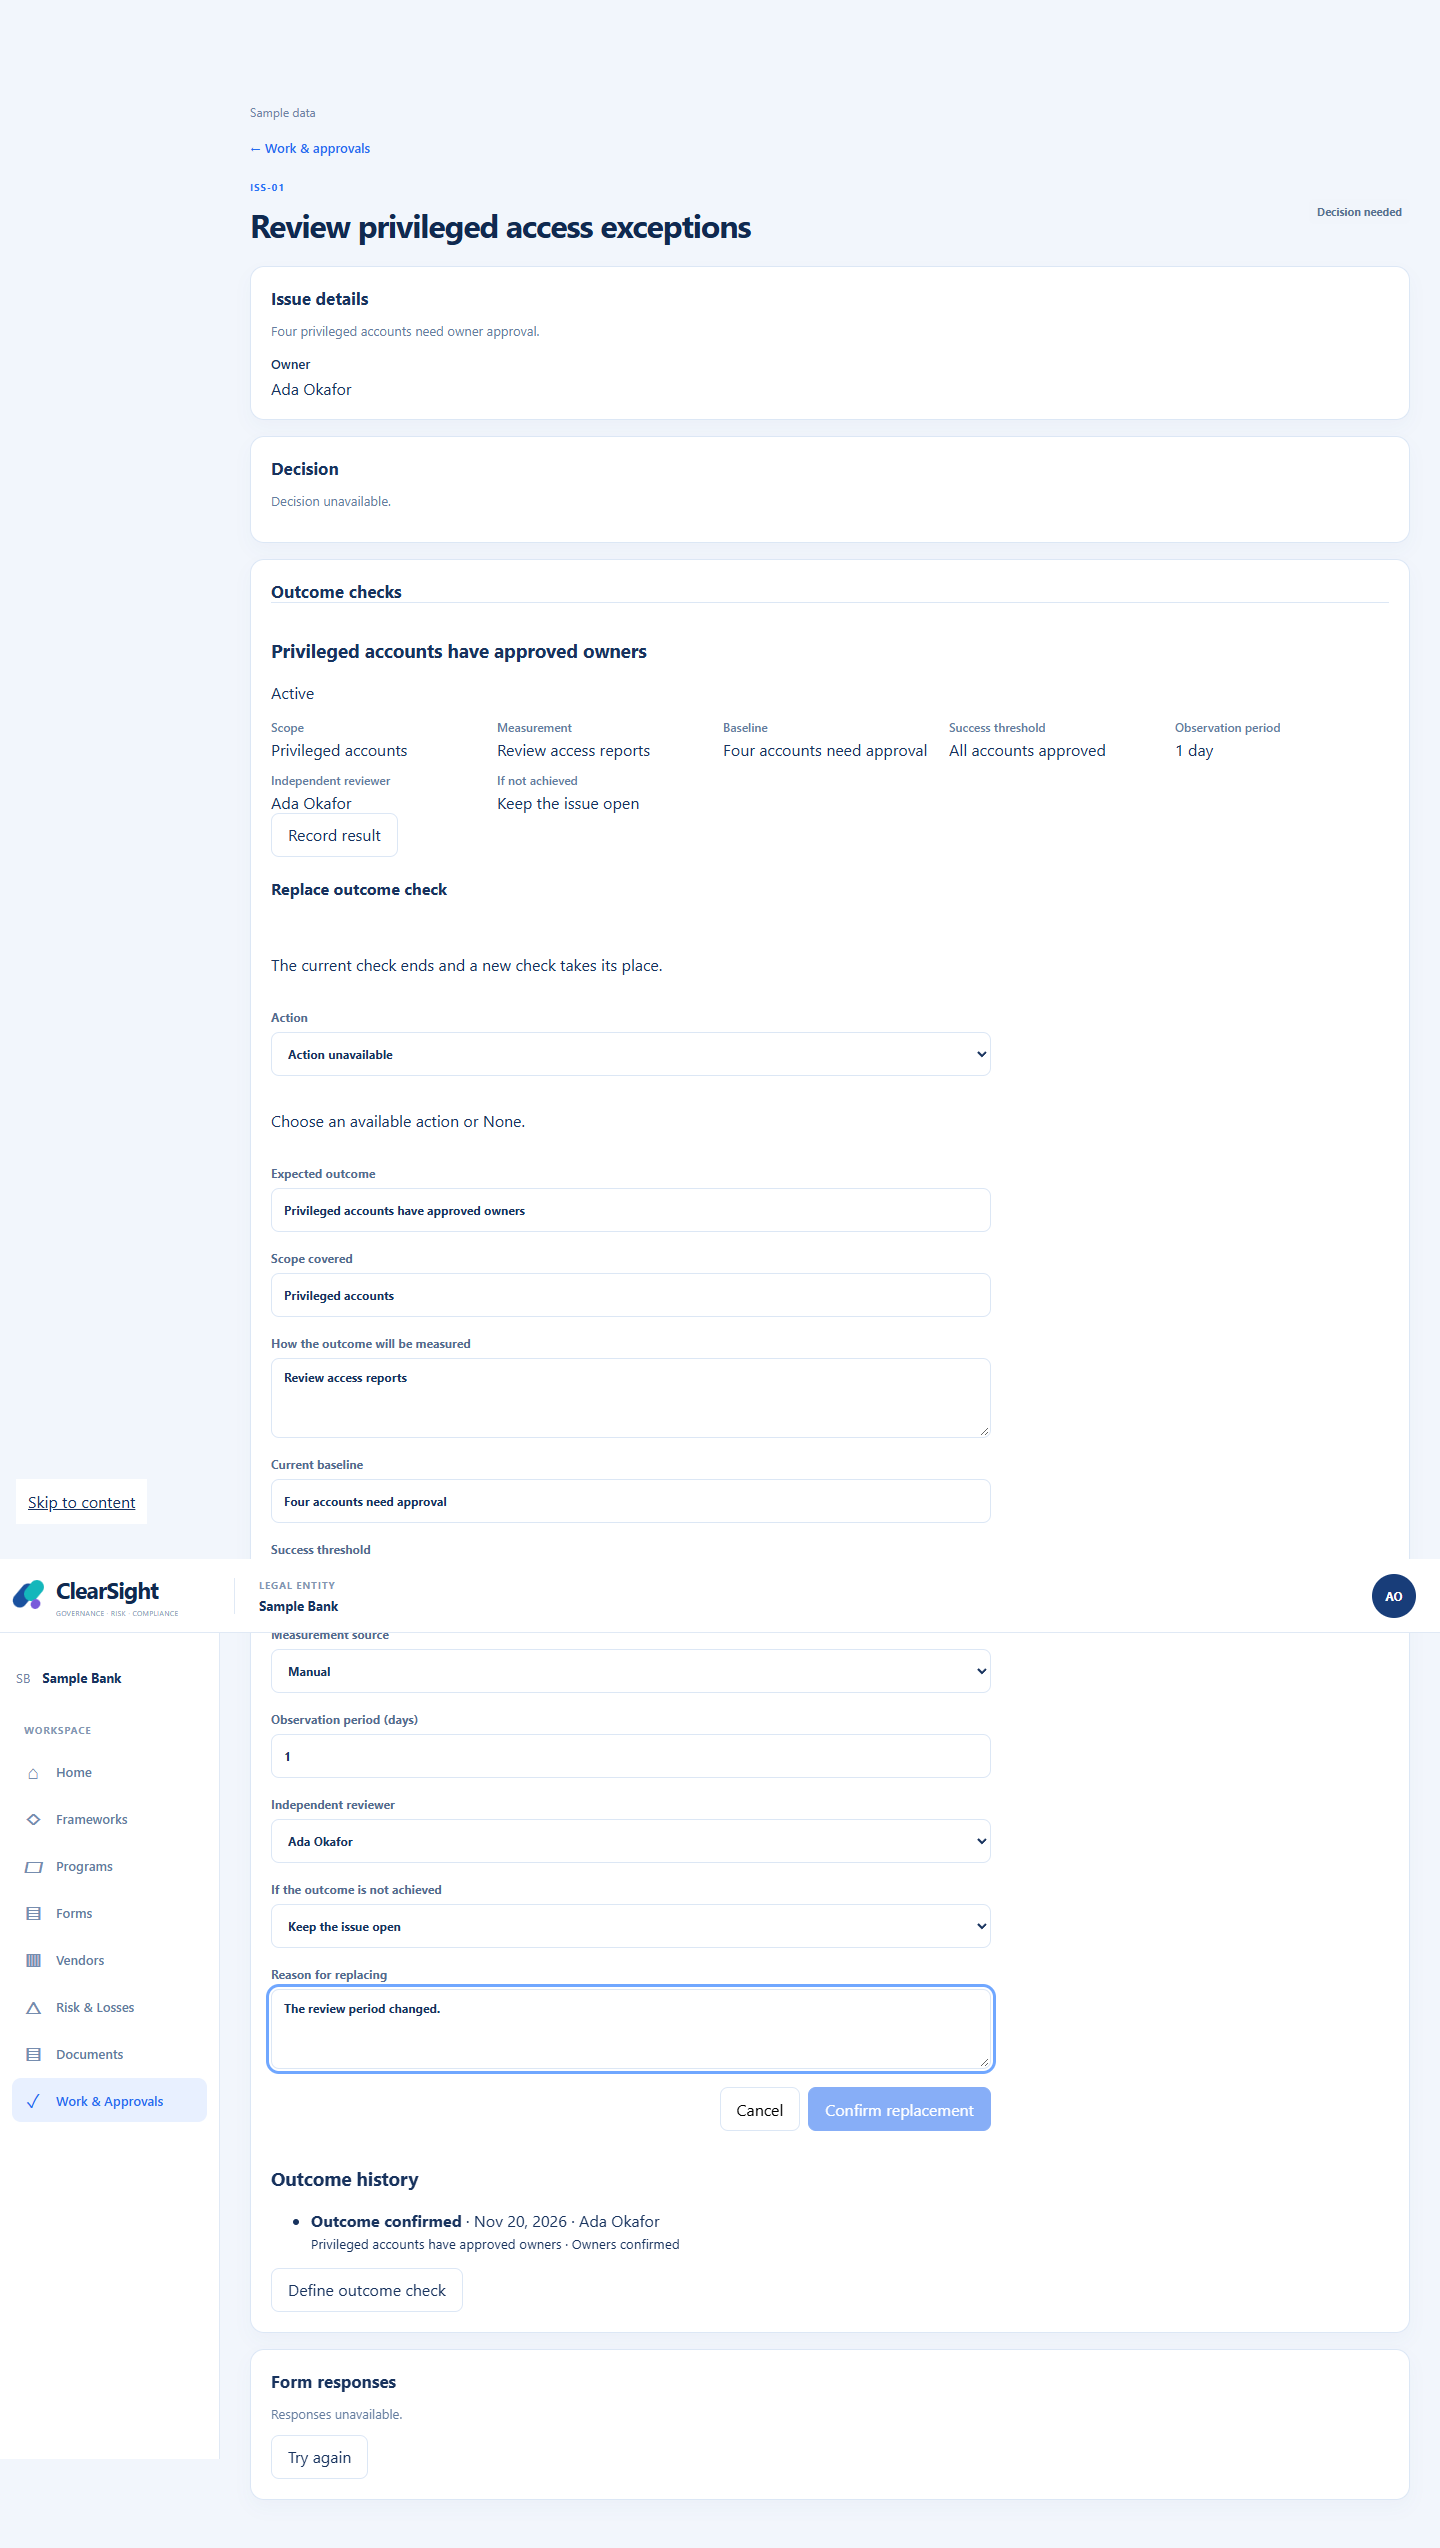 Sample data
← Work & approvals
ISS-01
Review privileged access exceptions
Decision needed
Issue details
Four privileged accounts need owner approval.
Owner
Ada Okafor
Decision
Decision unavailable.
Outcome checks
Privileged accounts have approved owners
Active
Scope Measurement Baseline Success threshold Observation period
Privileged accounts Review access reports Four accounts need approval All accounts approved 1 day
Independent reviewer If not achieved
Ada Okafor Keep the issue open
Record result
Replace outcome check
The current check ends and a new check takes its place.
Action
Action unavailable
Choose an available action or None.
Expected outcome
Privileged accounts have approved owners
Scope covered
Privileged accounts
How the outcome will be measured
Review access reports
Current baseline
Four accounts need approval
Skip to content
Success threshold
ClearSight
GOVERNANCE · RISK · COMPLIANCE
LEGAL ENTITY
Sample Bank
AO
Measurement source
Manual
Observation period (days)
1
Independent reviewer
Ada Okafor
If the outcome is not achieved
Keep the issue open
Reason for replacing
The review period changed.
Cancel Confirm replacement
SB Sample Bank
WORKSPACE
Home
Frameworks
Programs
Forms
Vendors
Risk & Losses
Documents
Work & Approvals
Outcome history
• Outcome confirmed · Nov 20, 2026 · Ada Okafor
Privileged accounts have approved owners · Owners confirmed
Define outcome check
Form responses
Responses unavailable.
Try again